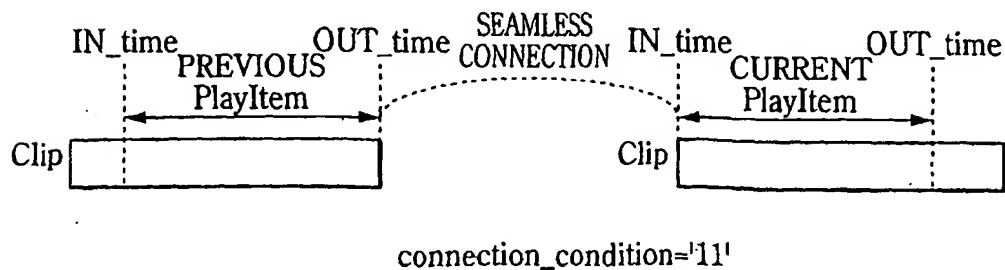 IN_time OUT_time SEAMLESS CONNECTION IN_time OUT_time
PREVIOUS PlayItem
CURRENT PlayItem
Clip
Clip
connection_condition='11'